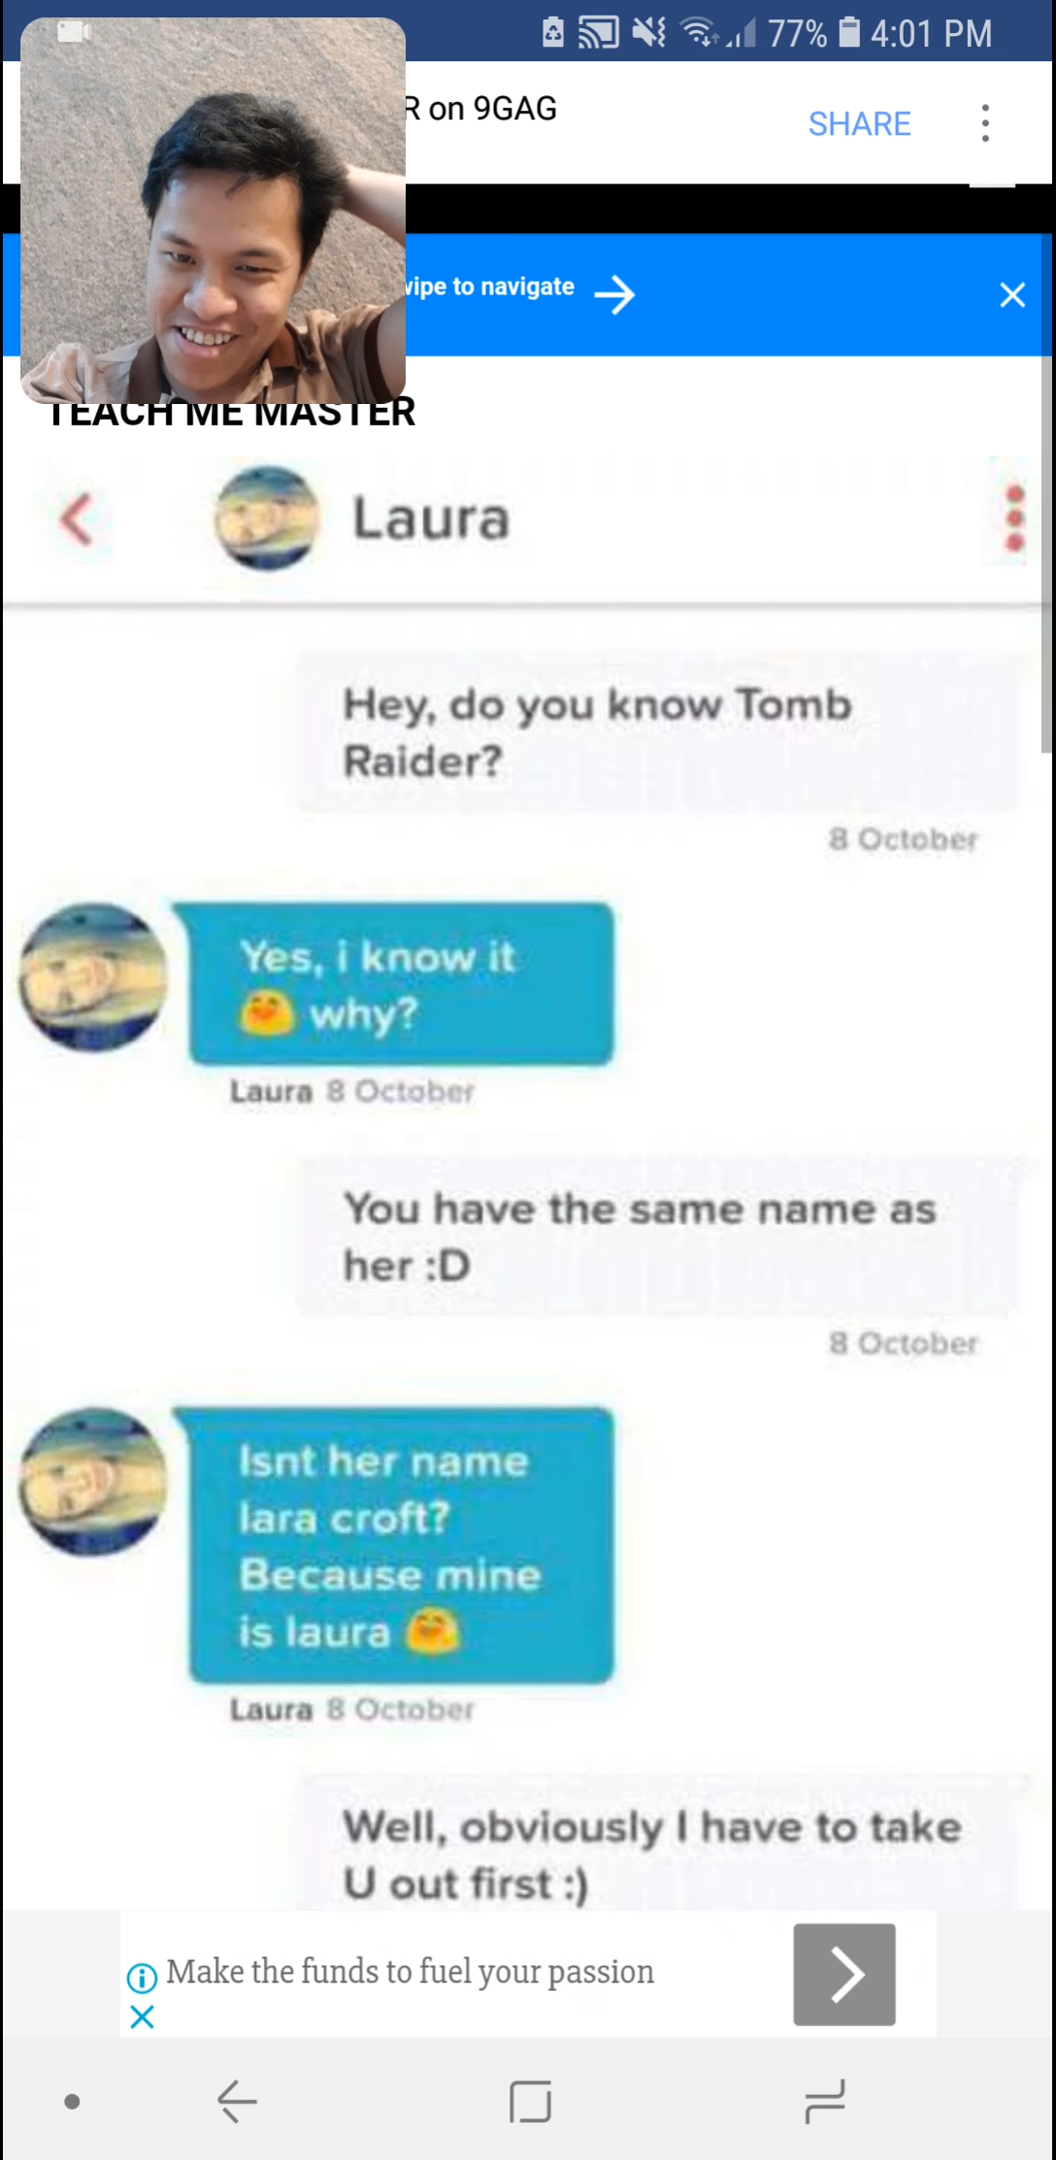 77% 4:01 PM
R on 9GAG
SHARE
wipe to navigate
TEACH ME MASTER
Laura
Hey, do you know Tomb
Raider?
8 October
Yes, i know it
why?
Laura 8 October
You have the same name as
her :D
8 October
Isnt her name
lara croft?
Because mine
is laura
Laura 8 October
Well, obviously I have to take
U out first :)
Make the funds to fuel your passion